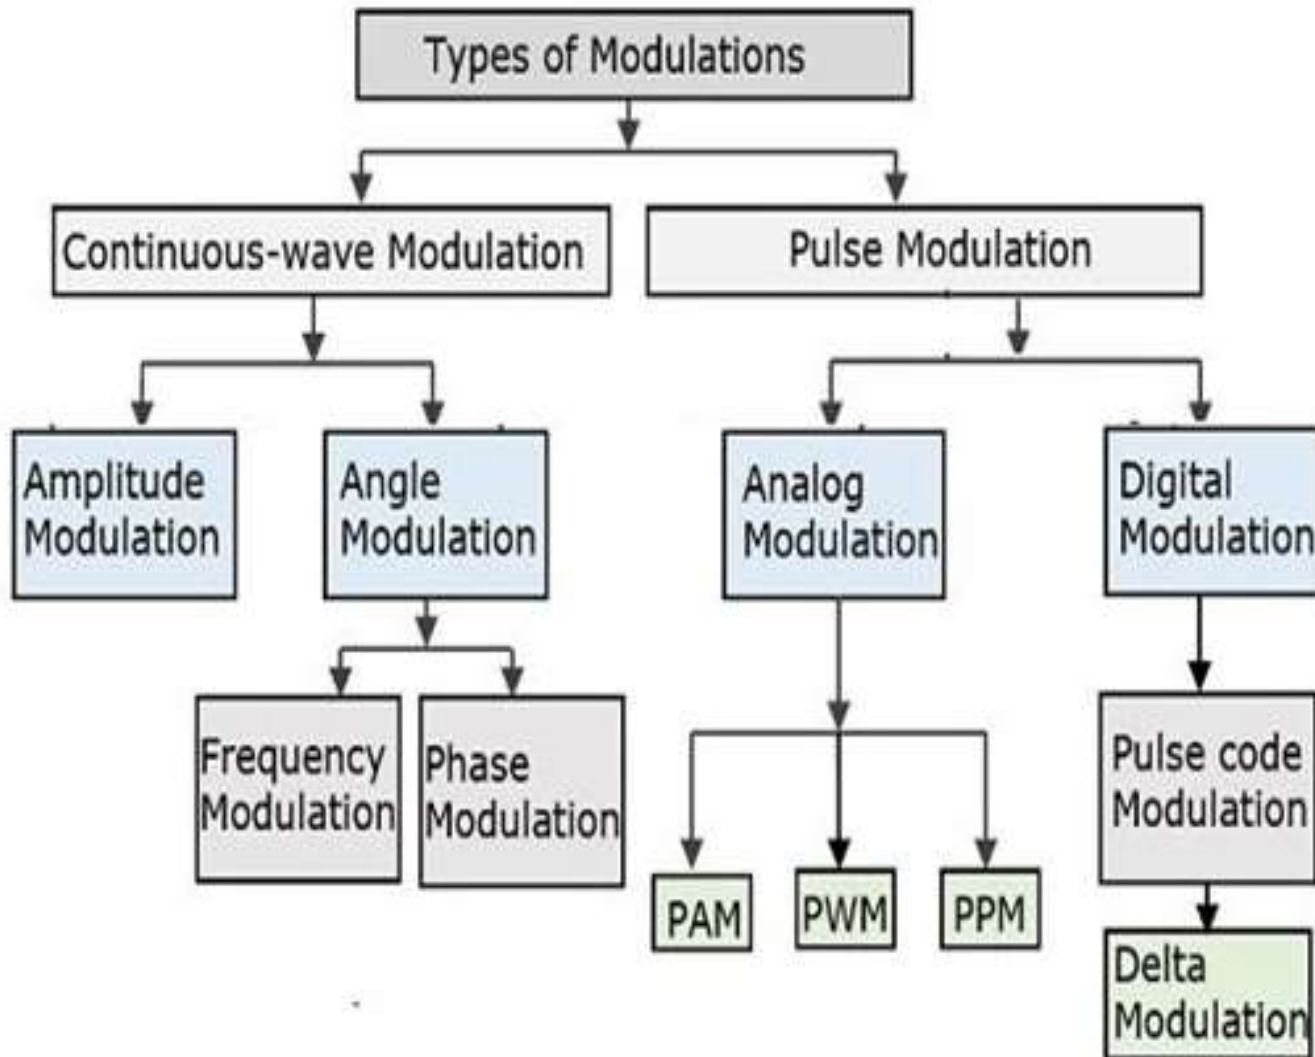 Types of Modulations
Continuous-wave Modulation
Pulse Modulation
Amplitude
Modulation
Angle
Modulation
Analog
Modulation
Digital
Modulation
Frequency
Modulation
Phase
Modulation
PAM
PWM
PPM
Pulse code
Modulation
Delta
Modulation